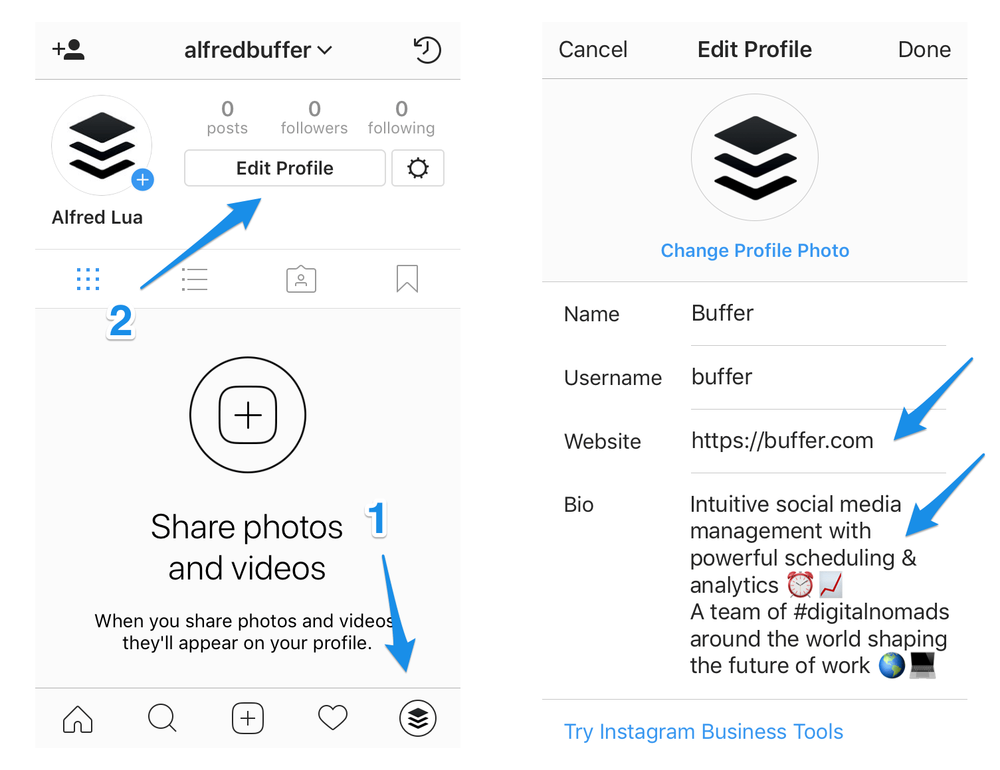 alfredbuffer
0 0 0
posts followers following
Edit Profile
Alfred Lua
2
1
Share photos
and videos
When you share photos and videos
they'll appear on your profile.
Cancel Edit Profile Done
Change Profile Photo
Name Buffer
Username buffer
Website https://buffer.com
Bio Intuitive social media
management with
powerful scheduling &
analytics ⏰📈
A team of #digitalnomads
around the world shaping
the future of work 🌎💻
Try Instagram Business Tools